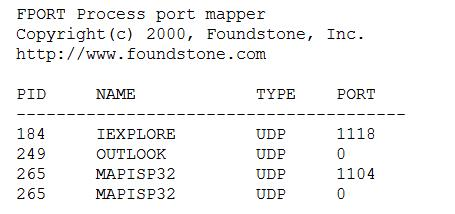 FPORT Process port mapper
Copyright(c) 2000, Foundstone, Inc.
http://www.foundstone.com
PID NAME TYPE PORT
---------------------------------------
184 IEXPLORE UDP 1118
249 OUTLOOK UDP 0
265 MAPISP32 UDP 1104
265 MAPISP32 UDP 0